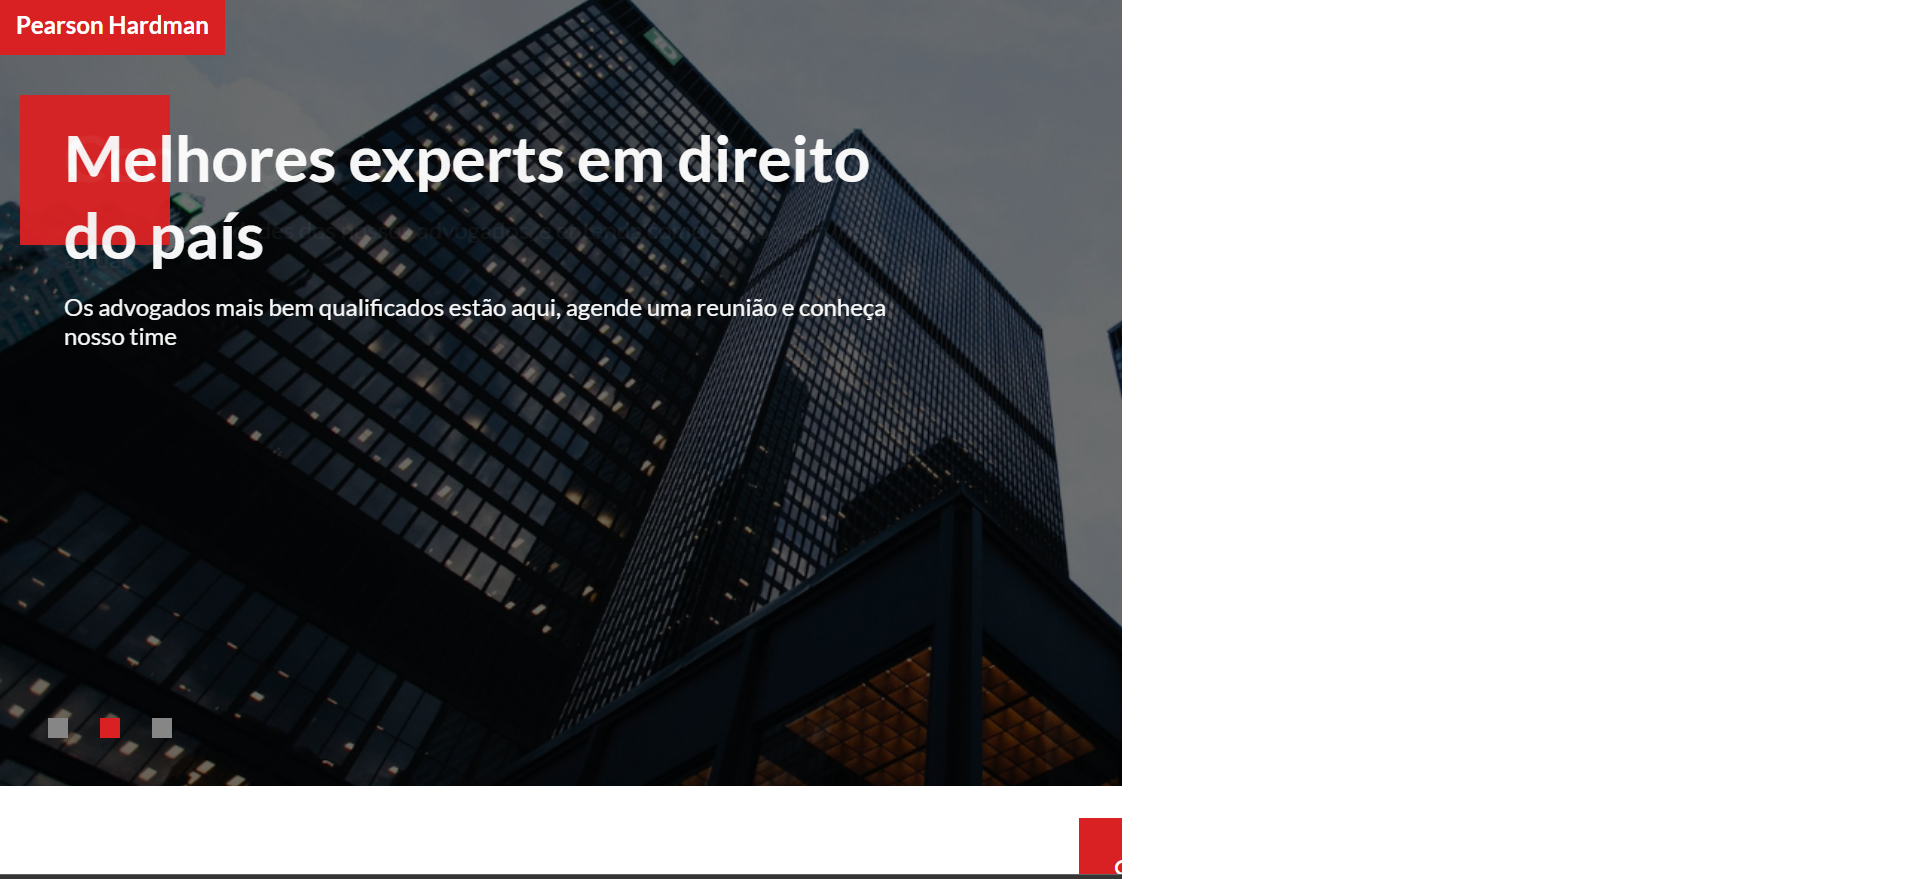 Pearson Hardman
Melhores experts em direito
do país
Os advogados mais bem qualificados estão aqui, agende uma reunião e conheça
nosso time